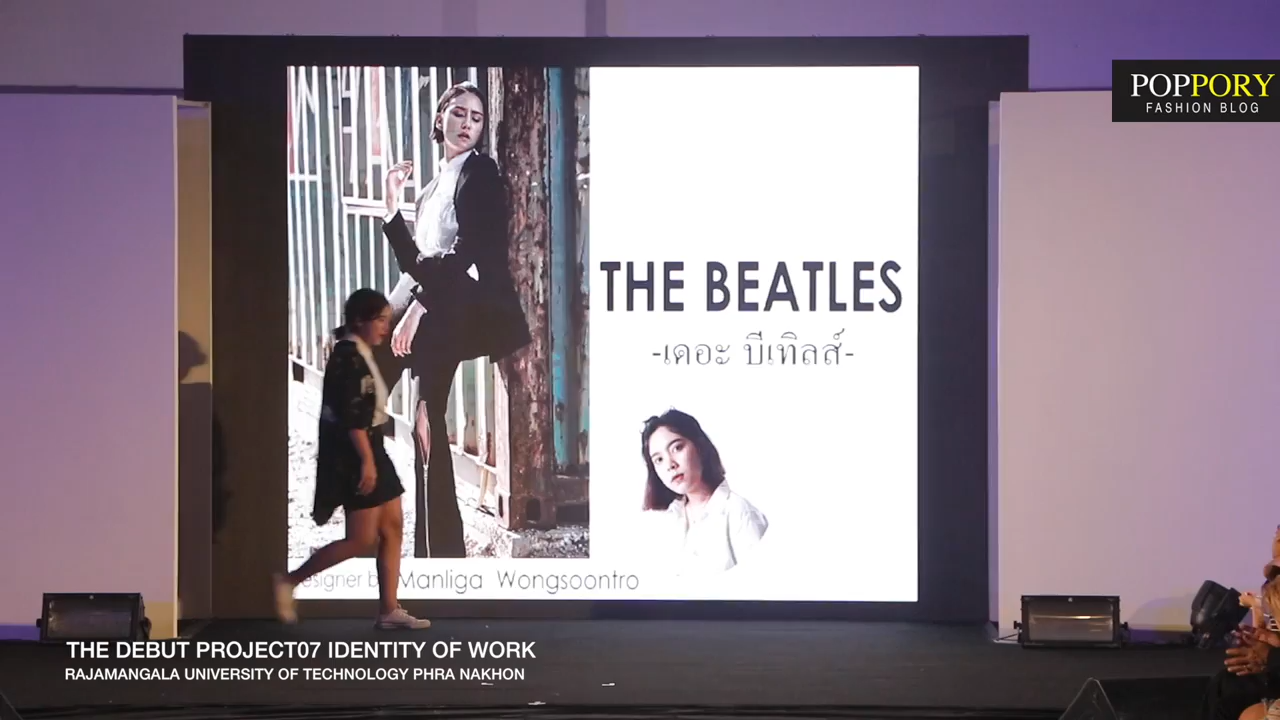 POPPORY
FASHION BLOG
THE BEATLES
-เดอะ บีเทิลส์-
Manliga Wongsoontro
THE DEBUT PROJECT07 IDENTITY OF WORK
RAJAMANGALA UNIVERSITY OF TECHNOLOGY PHRA NAKHON